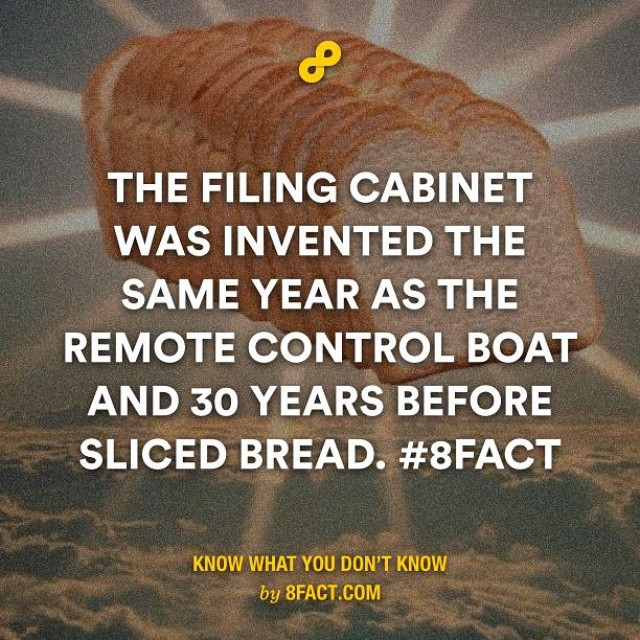 THE FILING CABINET
WAS INVENTED THE
SAME YEAR AS THE
REMOTE CONTROL BOAT
AND 30 YEARS BEFORE
SLICED BREAD. #8FACT
KNOW WHAT YOU DON'T KNOW
by 8FACT.COM